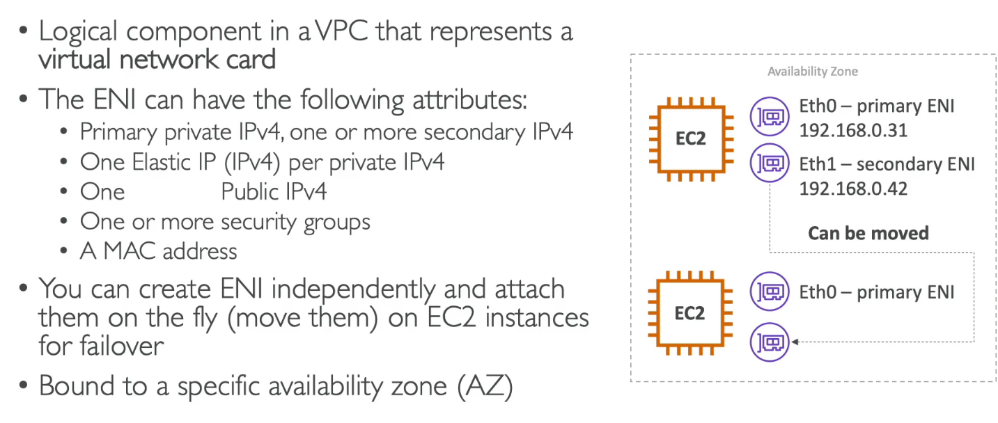 • Logical component in a VPC that represents a
virtual network card
• The ENI can have the following attributes:
• Primary private IPv4, one or more secondary IPv4
• One Elastic IP (IPv4) per private IPv4
• One Public IPv4
• One or more security groups
• A MAC address
• You can create ENI independently and attach
them on the fly (move them) on EC2 instances
for failover
• Bound to a specific availability zone (AZ)
Availability Zone
EC2
Eth0 – primary ENI
192.168.0.31
Eth1 – secondary ENI
192.168.0.42
Can be moved
EC2
Eth0 – primary ENI